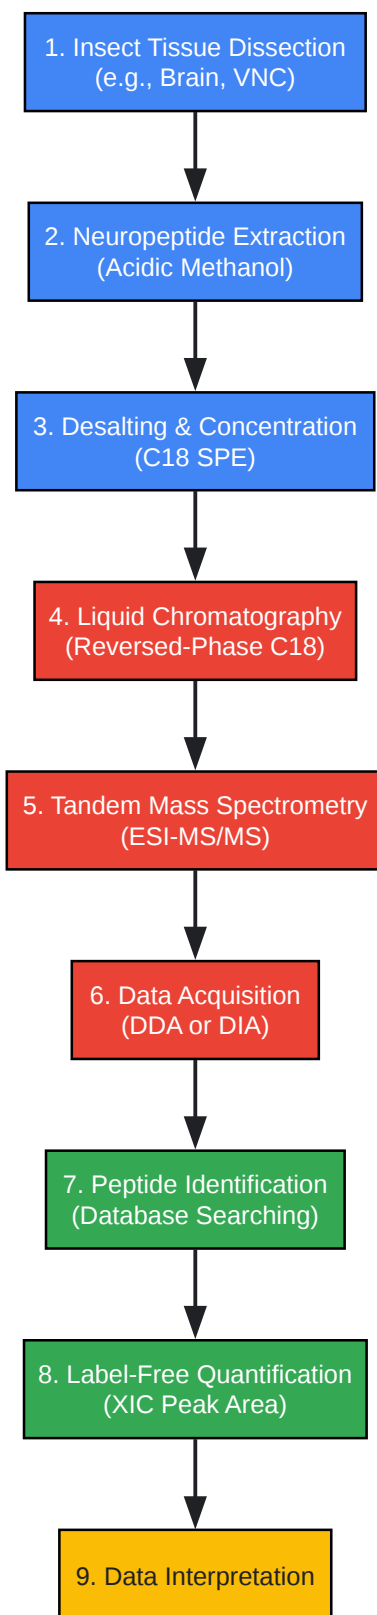 1. Insect Tissue Dissection
(e.g., Brain, VNC)
2. Neuropeptide Extraction
(Acidic Methanol)
3. Desalting & Concentration
(C18 SPE)
4. Liquid Chromatography
(Reversed-Phase C18)
5. Tandem Mass Spectrometry
(ESI-MS/MS)
6. Data Acquisition
(DDA or DIA)
7. Peptide Identification
(Database Searching)
8. Label-Free Quantification
(XIC Peak Area)
9. Data Interpretation